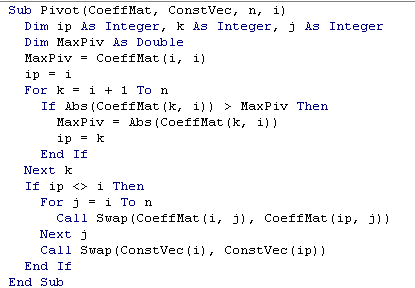 Sub Pivot(CoeffMat, ConstVec, n, i)
  Dim ip As Integer, k As Integer, j As Integer
  Dim MaxPiv As Double
  MaxPiv = CoeffMat(i, i)
  ip = i
  For k = i + 1 To n
    If Abs(CoeffMat(k, i)) > MaxPiv Then
      MaxPiv = Abs(CoeffMat(k, i))
      ip = k
    End If
  Next k
  If ip <> i Then
    For j = i To n
      Call Swap(CoeffMat(i, j), CoeffMat(ip, j))
    Next j
    Call Swap(ConstVec(i), ConstVec(ip))
  End If
End Sub